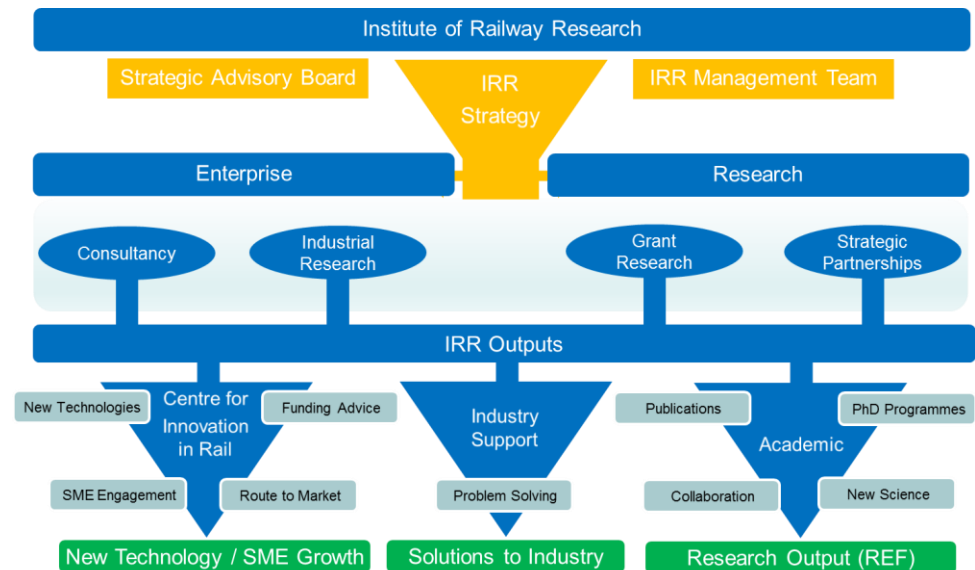 Institute of Railway Research
Strategic Advisory Board
IRR
Strategy
IRR Management Team
Enterprise
Research
Consultancy
Industrial
Research
Grant
Research
Strategic
Partnerships
IRR Outputs
New Technologies
Centre for
Innovation
in Rail
Funding Advice
SME Engagement
Route to Market
Industry
Support
Problem Solving
Publications
PhD Programmes
Academic
Collaboration
New Science
New Technology / SME Growth
Solutions to Industry
Research Output (REF)